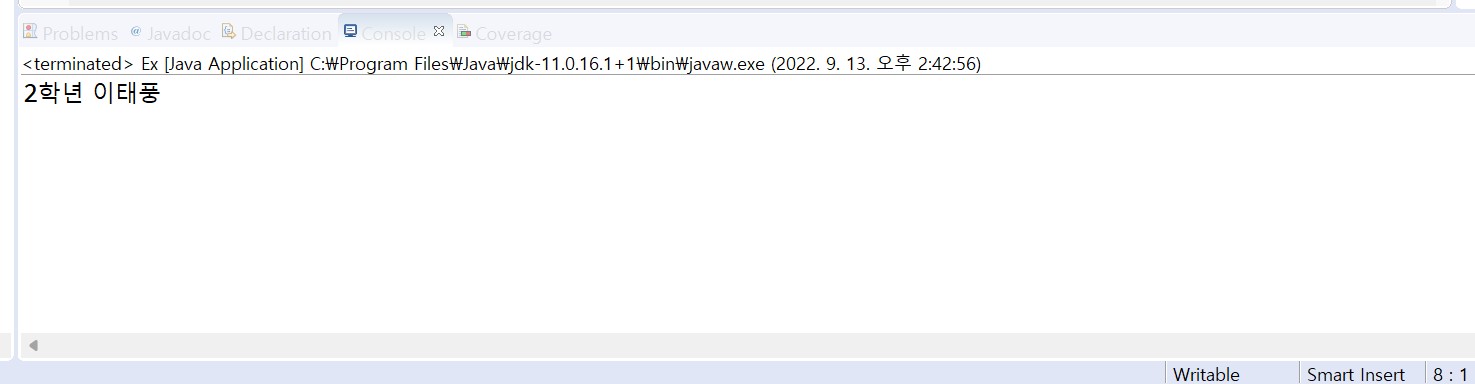 Problems @ Javadoc Declaration Console Coverage
<terminated> Ex [Java Application] C:₩Program Files₩Java₩jdk-11.0.16.1+1₩bin₩javaw.exe (2022. 9. 13. 오후 2:42:56)
2학년 이태풍
Writable Smart Insert 8 : 1